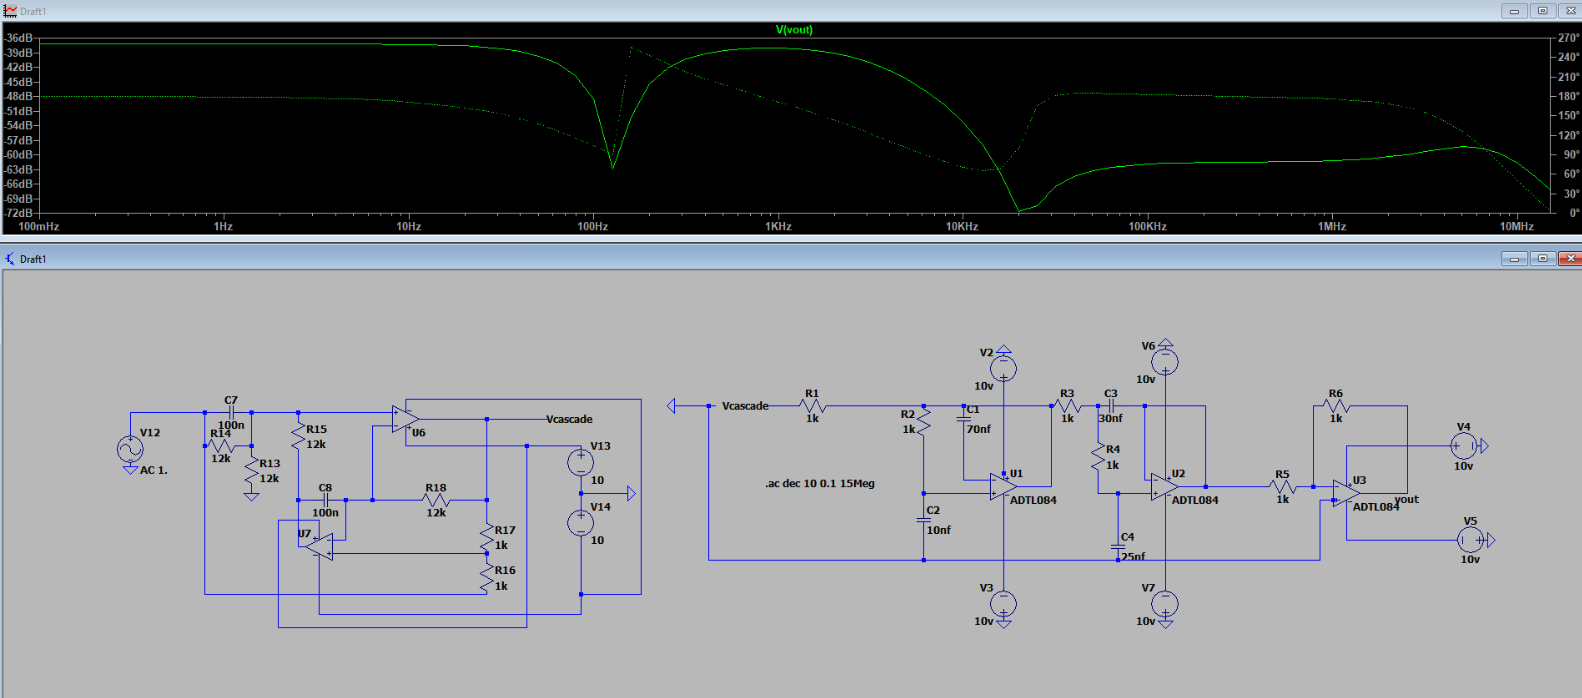 Draft1
V(vout)
-36dB
-39dB
-42dB
-45dB
-48dB
-51dB
-54dB
-57dB
-60dB
-63dB
-66dB
-69dB
-72dB
270°
240°
210°
180°
150°
120°
90°
60°
30°
0°
100mHz 1Hz 10Hz 100Hz 1KHz 10KHz 100KHz 1MHz 10MHz
Draft1
V12
AC 1.
C7
100n
R14
12k
R13
12k
R15
12k
U6
Vcascade
C8
100n
R18
12k
U7
R17
1k
R16
1k
V13
10
V14
10
Vcascade
R1
1k
R2
1k
C1
70nf
C2
10nf
V2
10v
U1
ADTL084
V3
10v
.ac dec 10 0.1 15Meg
R3
1k
C3
30nf
R4
1k
C4
25nf
V6
10v
U2
ADTL084
V7
10v
R5
1k
R6
1k
U3
ADTL084
vout
V4
10v
V5
10v